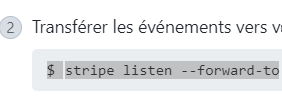 2 Transférer les événements vers
$ stripe listen --forward-to